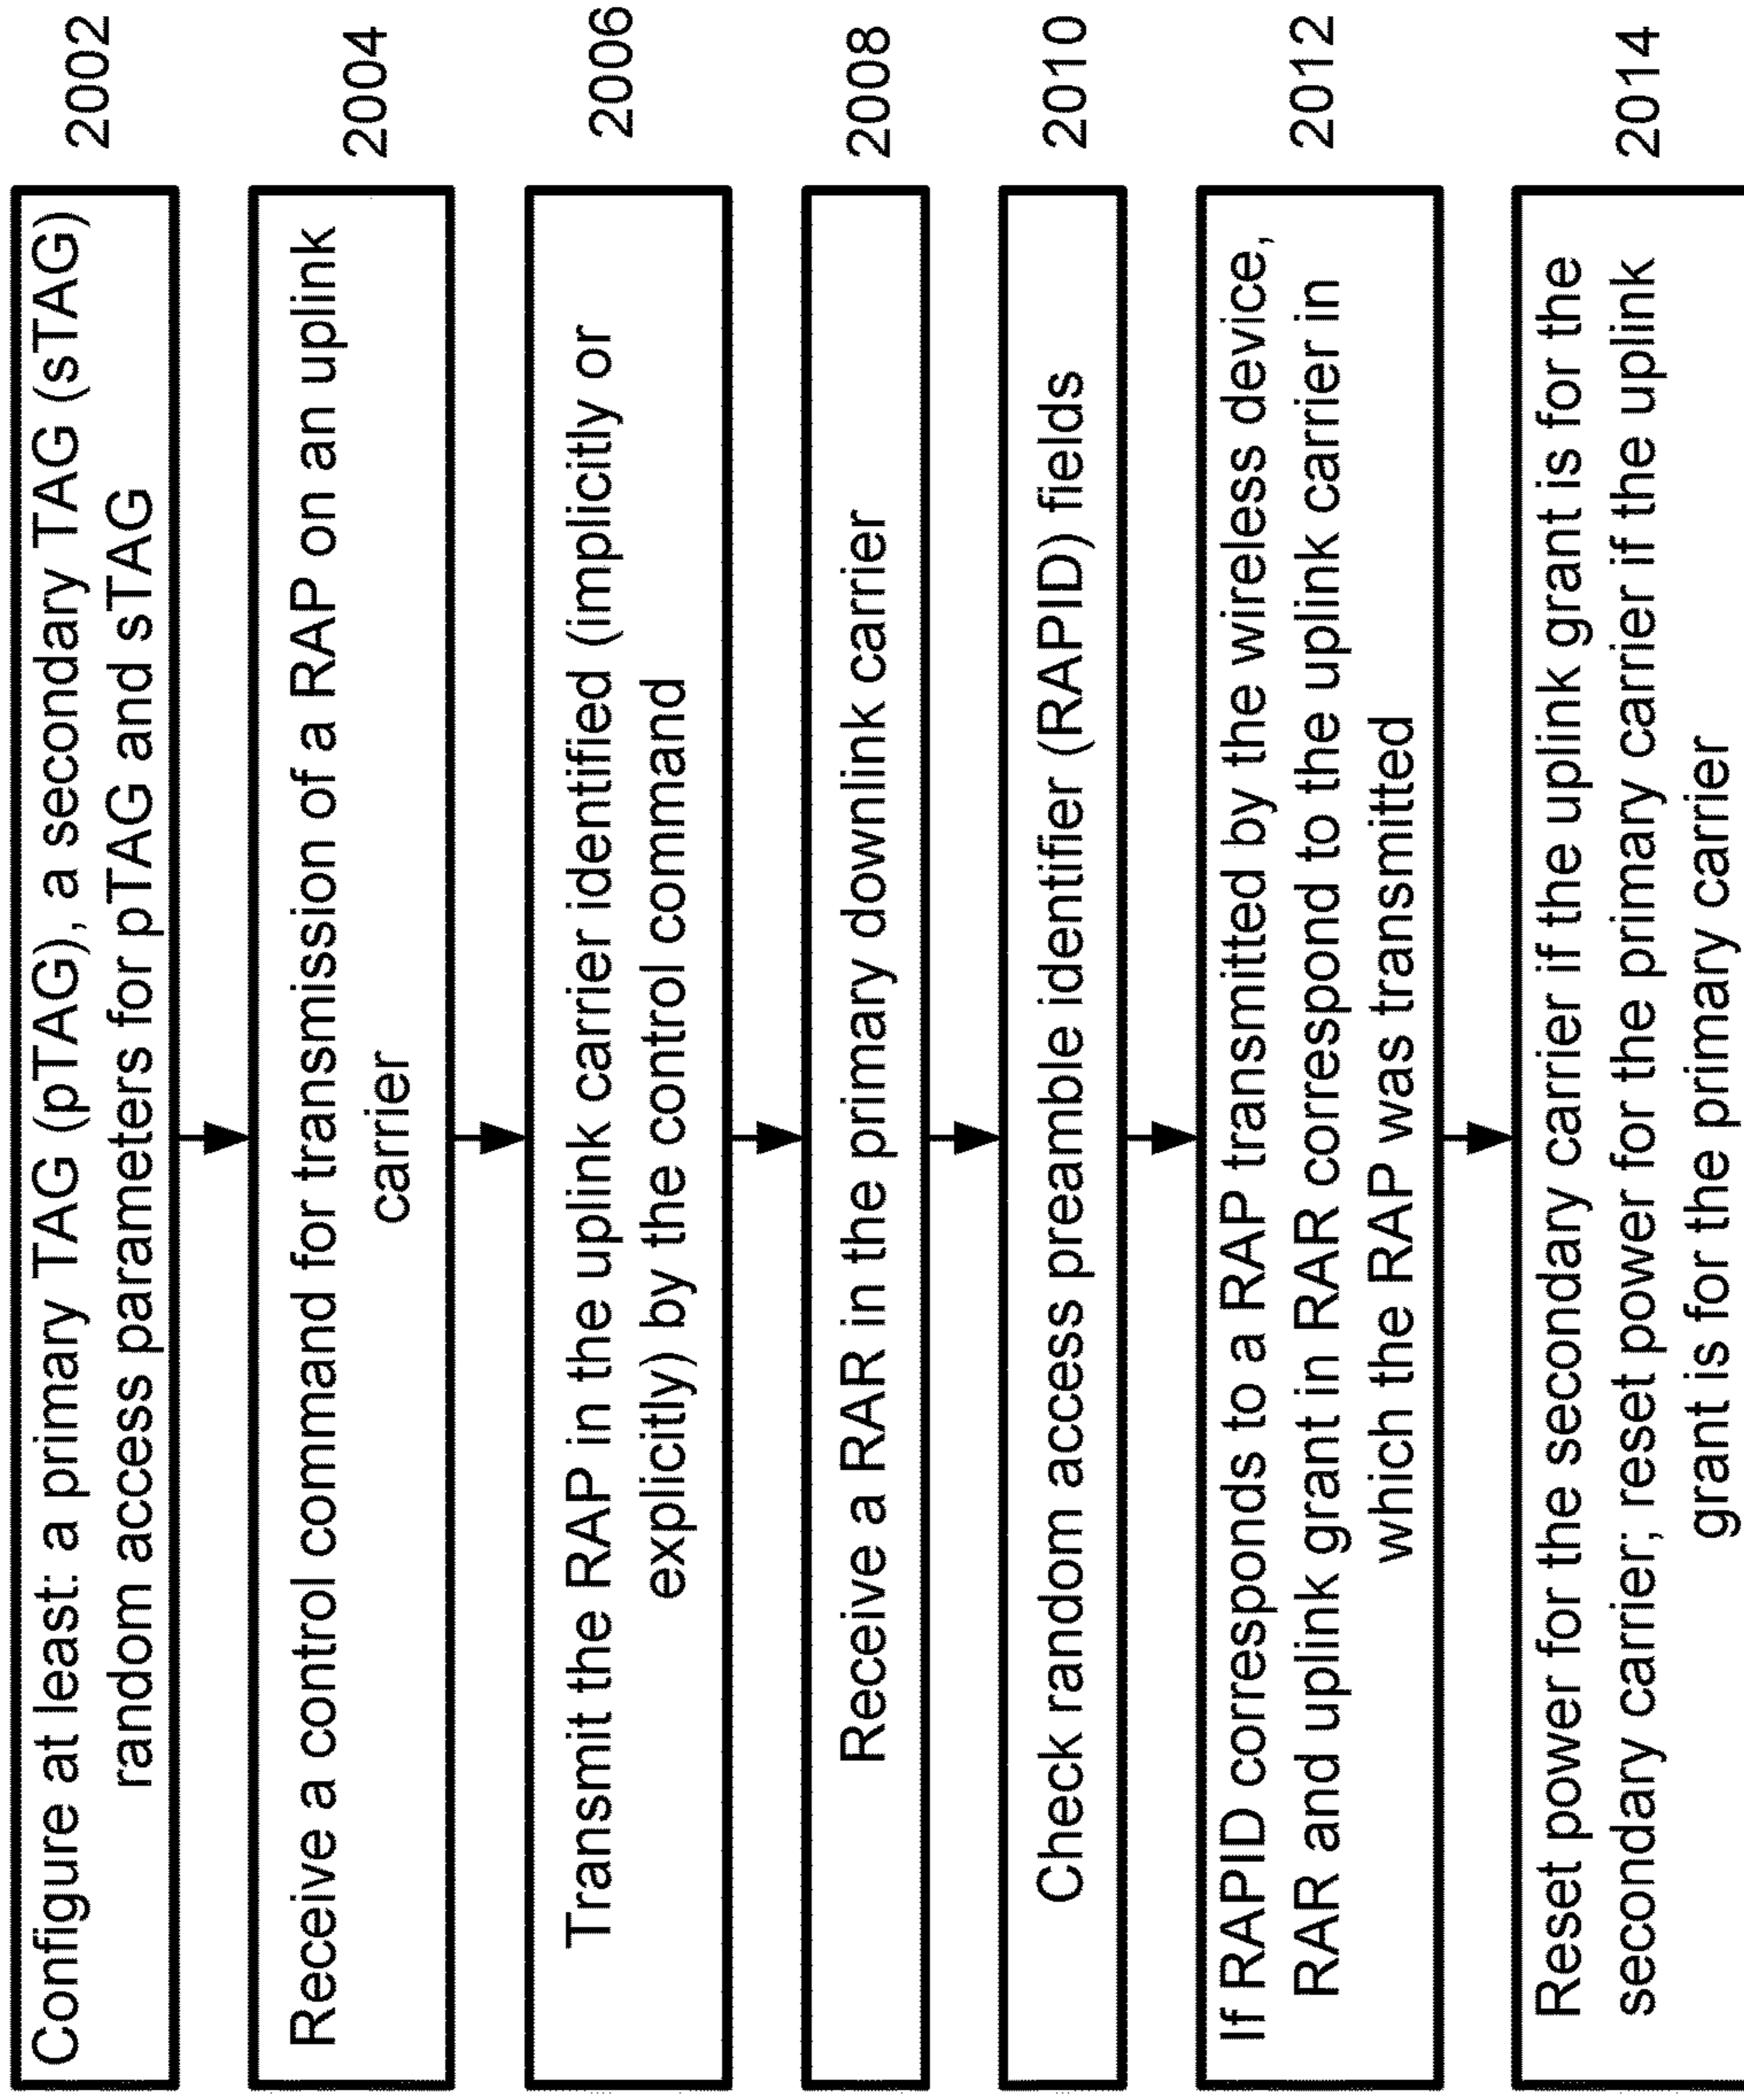 Configure at least: a primary TAG (pTAG), a secondary TAG (sTAG)
random access parameters for pTAG and sTAG
2002
Receive a control command for transmission of a RAP on an uplink
carrier
2004
Transmit the RAP in the uplink carrier identified (implicitly or
explicitly) by the control command
2006
Receive a RAR in the primary downlink carrier
2008
Check random access preamble identifier (RAPID) fields
2010
If RAPID corresponds to a RAP transmitted by the wireless device,
RAR and uplink grant in RAR correspond to the uplink carrier in
which the RAP was transmitted
2012
Reset power for the secondary carrier if the uplink grant is for the
secondary carrier; reset power for the primary carrier if the uplink
grant is for the primary carrier
2014